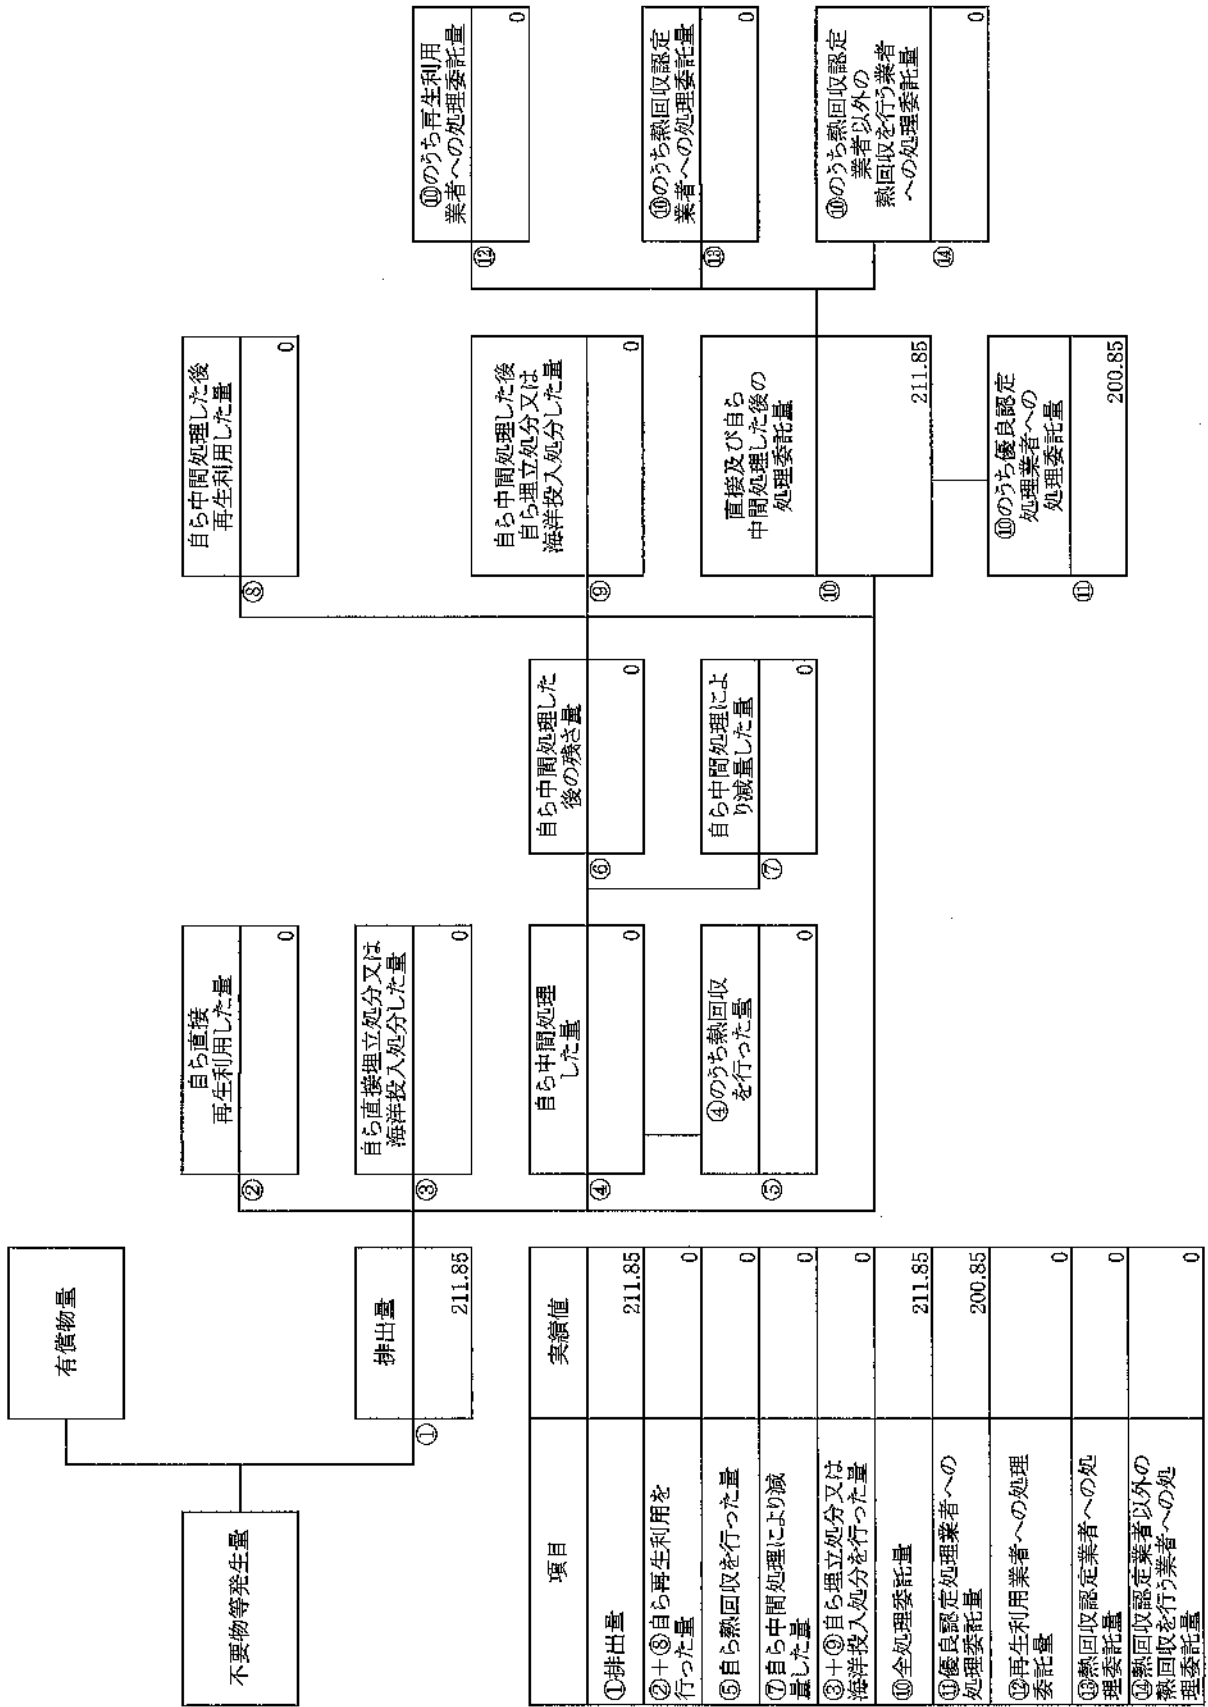 有償物量
不要物等発生量
排出量
①
211.85
自ら直接
再生利用した量
②
0
自ら直接埋立処分又は
海洋投入処分した量
③
0
自ら中間処理
した量
④
0
④のうち熱回収
を行った量
⑤
0
自ら中間処理した
後の残さ量
⑥
0
自ら中間処理によ
り減量した量
⑦
0
自ら中間処理した後
再生利用した量
⑧
0
自ら中間処理した後
自ら埋立処分又は
海洋投入処分した量
⑨
0
直接及び自ら
中間処理した後の
処理委託量
⑩
211.85
⑩のうち優良認定
処理業者への
処理委託量
⑪
200.85
⑩のうち再生利用
業者への処理委託量
⑫
0
⑩のうち熱回収認定
業者への処理委託量
⑬
0
⑩のうち熱回収認定
業者以外の
熱回収を行う業者
への処理委託量
⑭
0
項目 実績値
①排出量 211.85
②+⑧自ら再生利用を
行った量 0
⑤自ら熱回収を行った量 0
⑦自ら中間処理により減
量した量 0
③+⑨自ら埋立処分又は
海洋投入処分を行った量 0
⑩全処理委託量 211.85
⑪優良認定処理業者への
処理委託量 200.85
⑫再生利用業者への処理
委託量 0
⑬熱回収認定業者への処
理委託量 0
⑭熱回収認定業者以外の
熱回収を行う業者への処
理委託量 0